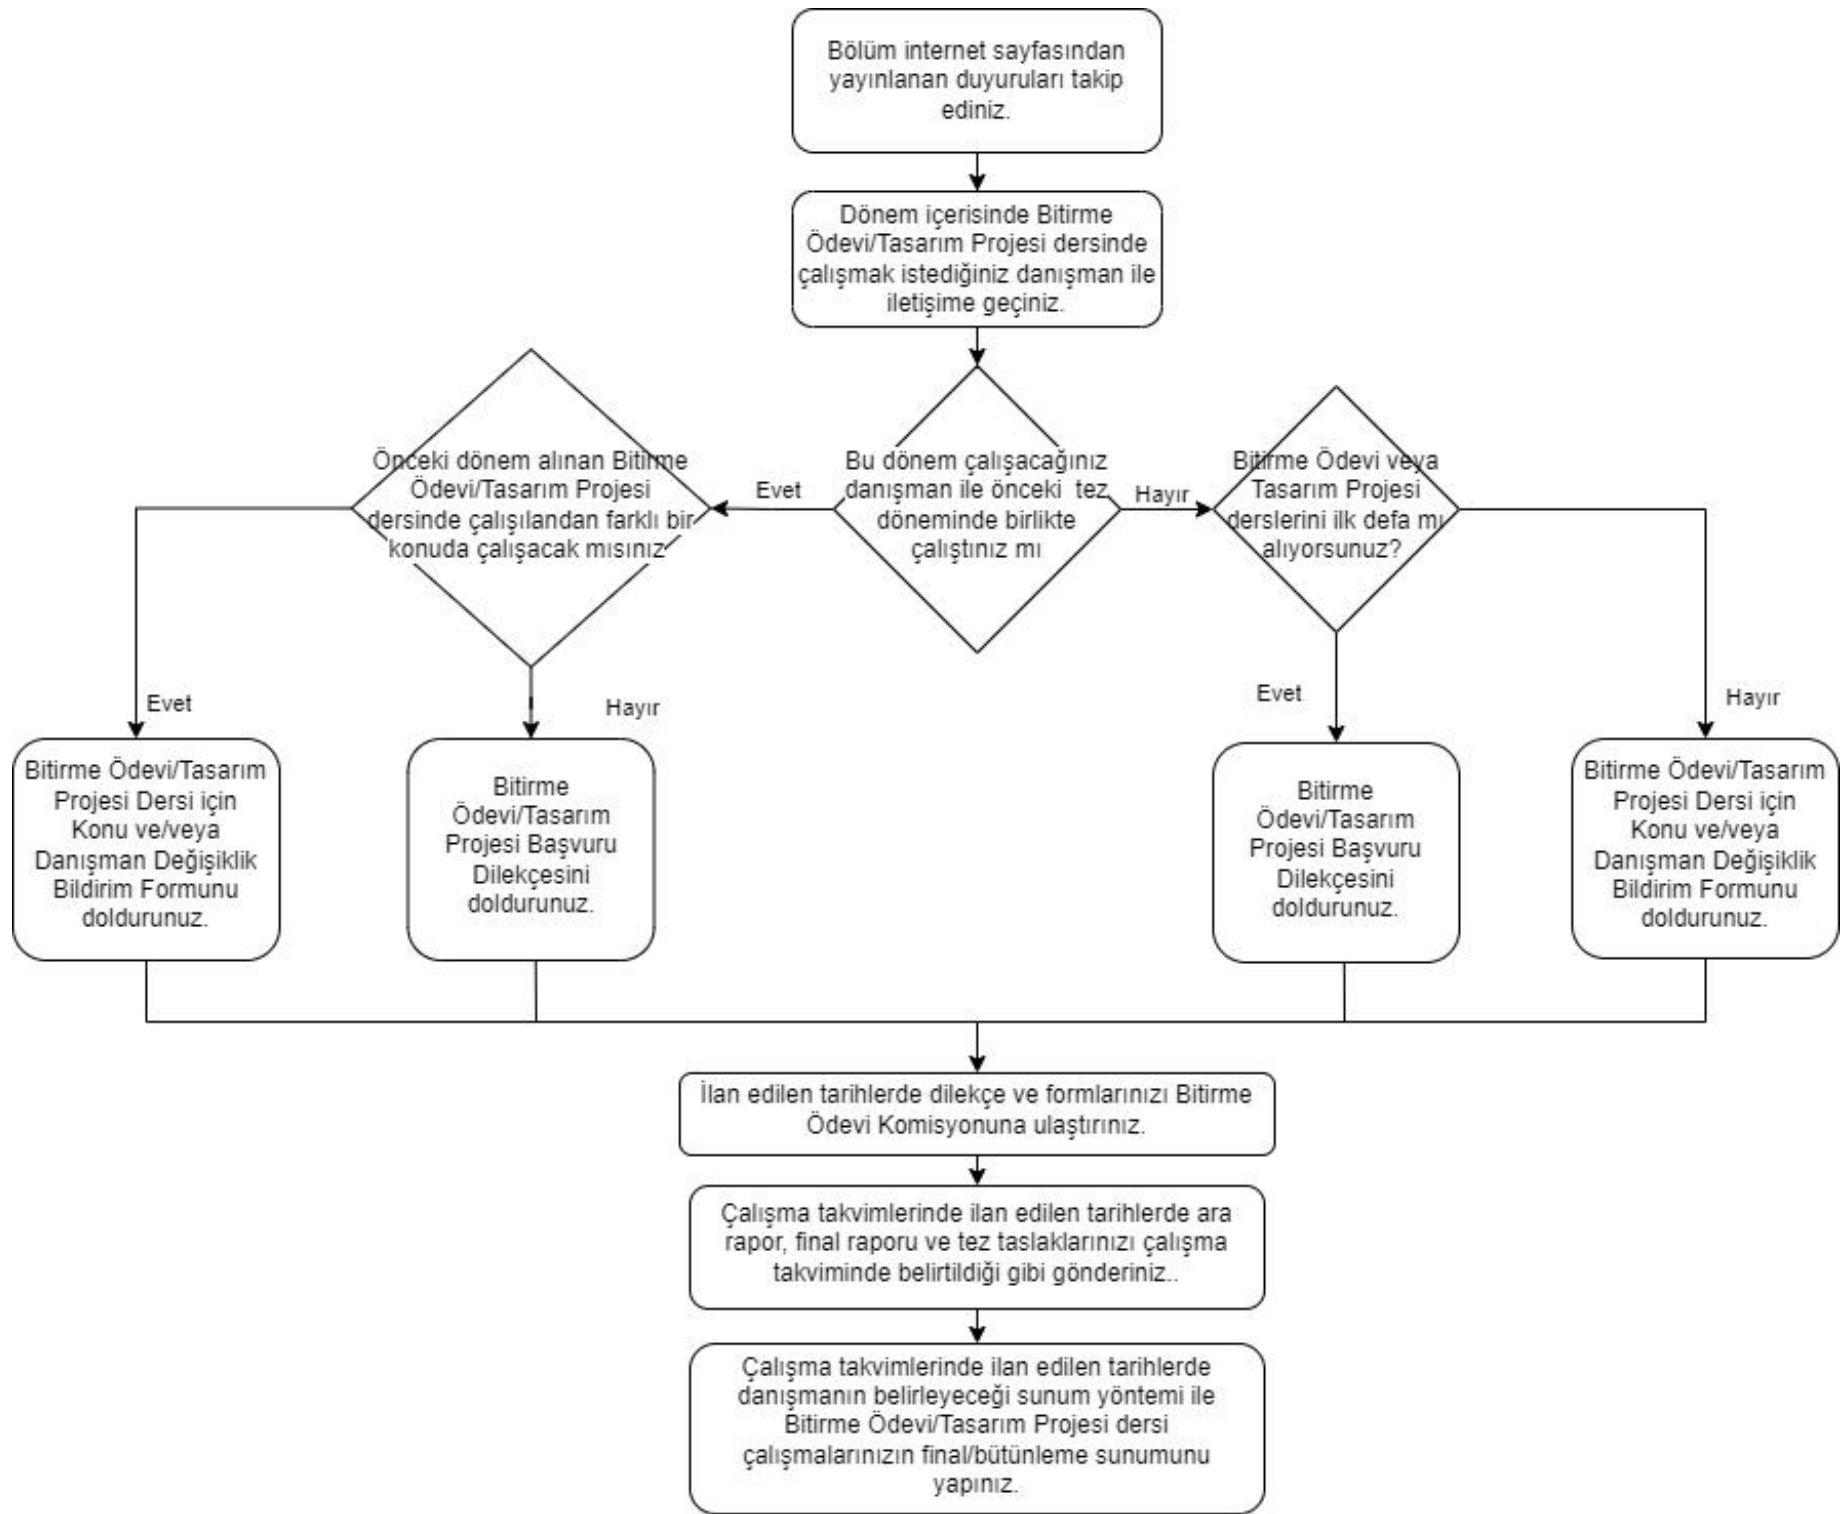 Bölüm internet sayfasından
yayınlanan duyuruları takip
ediniz.
Dönem içerisinde Bitirme
Ödevi/Tasarım Projesi dersinde
çalışmak istediğiniz danışman ile
iletişime geçiniz.
Önceki dönem alınan Bitirme
Ödevi/Tasarım Projesi
dersinde çalışılandan farklı bir
konuda çalışacak mısınız
Evet
Bu dönem çalışacağınız
danışman ile önceki  tez
döneminde birlikte
çalıştınız mı
Hayır
Bitirme Ödevi veya
Tasarım Projesi
derslerini ilk defa mı
alıyorsunuz?
Evet
Hayır
Evet
Hayır
Bitirme Ödevi/Tasarım
Projesi Dersi için
Konu ve/veya
Danışman Değişiklik
Bildirim Formunu
doldurunuz.
Bitirme
Ödevi/Tasarım
Projesi Başvuru
Dilekçesini
doldurunuz.
Bitirme
Ödevi/Tasarım
Projesi Başvuru
Dilekçesini
doldurunuz.
Bitirme Ödevi/Tasarım
Projesi Dersi için
Konu ve/veya
Danışman Değişiklik
Bildirim Formunu
doldurunuz.
İlan edilen tarihlerde dilekçe ve formlarınızı Bitirme
Ödevi Komisyonuna ulaştırınız.
Çalışma takvimlerinde ilan edilen tarihlerde ara
rapor, final raporu ve tez taslaklarınızı çalışma
takviminde belirtildiği gibi gönderiniz..
Çalışma takvimlerinde ilan edilen tarihlerde
danışmanın belirleyeceği sunum yöntemi ile
Bitirme Ödevi/Tasarım Projesi dersi
çalışmalarınızın final/bütünleme sunumunu
yapınız.